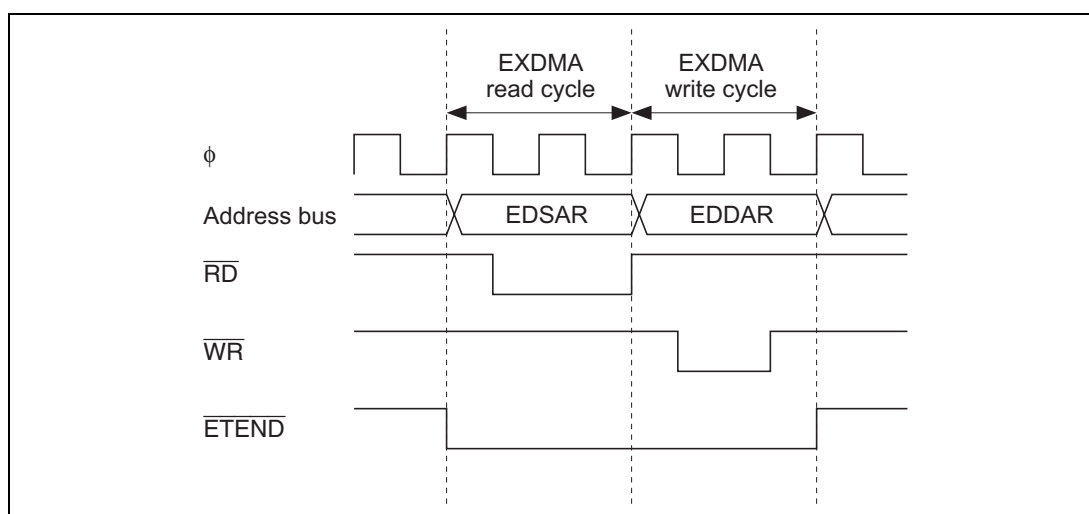 EXDMA
read cycle
EXDMA
write cycle
ϕ
Address bus
EDSAR
EDDAR
RD
WR
ETEND